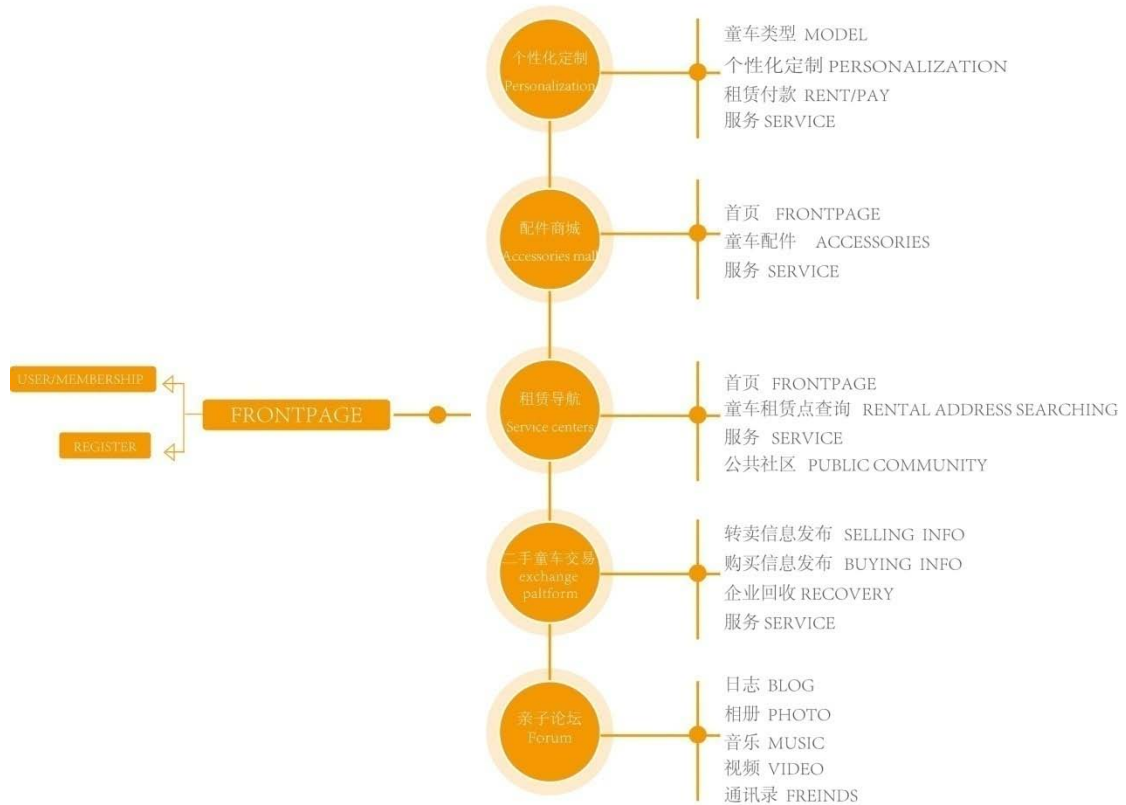 个性化定制
Personalization
童车类型 MODEL
个性化定制 PERSONALIZATION
租赁付款 RENT/PAY
服务 SERVICE
配件商城
Accessories mall
首页 FRONTPAGE
童车配件 ACCESSORIES
服务 SERVICE
USER/MEMBERSHIP
FRONTPAGE
REGISTER
租赁导航
Service centers
首页 FRONTPAGE
童车租赁点查询 RENTAL ADDRESS SEARCHING
服务 SERVICE
公共社区 PUBLIC COMMUNITY
二手童车交易
exchange
paltform
转卖信息发布 SELLING INFO
购买信息发布 BUYING INFO
企业回收 RECOVERY
服务 SERVICE
亲子论坛
Forum
日志 BLOG
相册 PHOTO
音乐 MUSIC
视频 VIDEO
通讯录 FREINDS